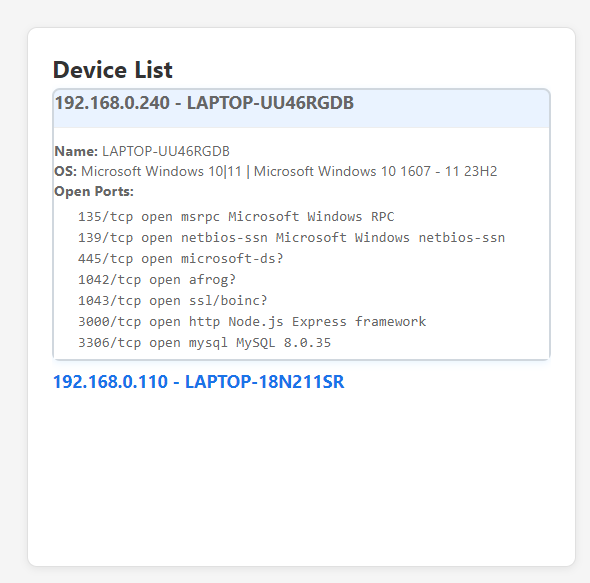 Device List
192.168.0.240 - LAPTOP-UU46RGDB
Name: LAPTOP-UU46RGDB
OS: Microsoft Windows 10|11 | Microsoft Windows 10 1607 - 11 23H2
Open Ports:
135/tcp open msrpc Microsoft Windows RPC
139/tcp open netbios-ssn Microsoft Windows netbios-ssn
445/tcp open microsoft-ds?
1042/tcp open afrog?
1043/tcp open ssl/boinc?
3000/tcp open http Node.js Express framework
3306/tcp open mysql MySQL 8.0.35
192.168.0.110 - LAPTOP-18N211SR